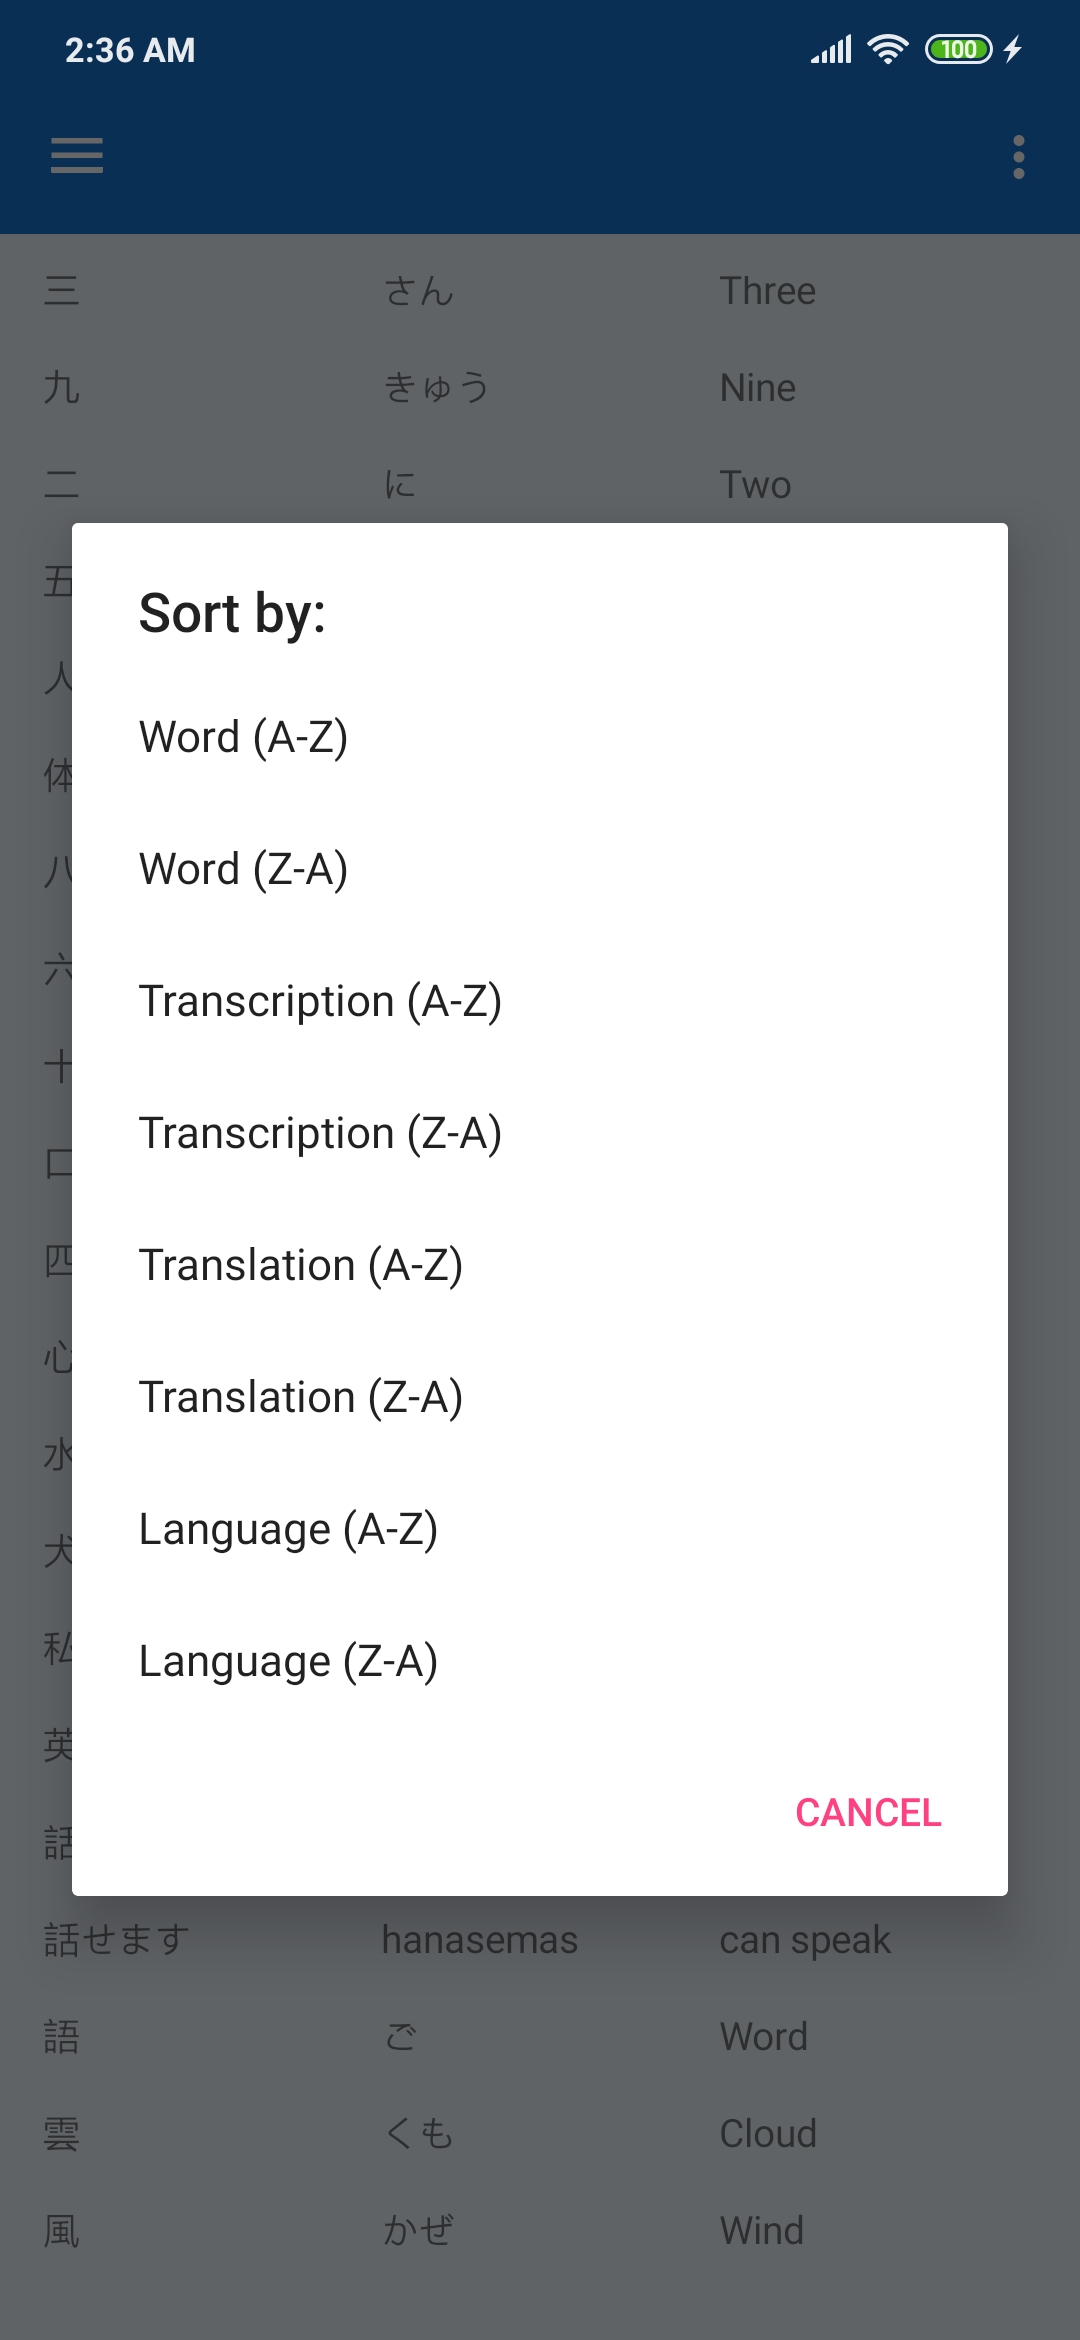 2:36 AM
100
三 さん Three
九 きゅう Nine
二 に Two
五
人
体
八
六
十
口
四
心
水
犬
私
英
話
Sort by:
Word (A-Z)
Word (Z-A)
Transcription (A-Z)
Transcription (Z-A)
Translation (A-Z)
Translation (Z-A)
Language (A-Z)
Language (Z-A)
CANCEL
話せます hanasemas can speak
語 ご Word
雲 くも Cloud
風 かぜ Wind